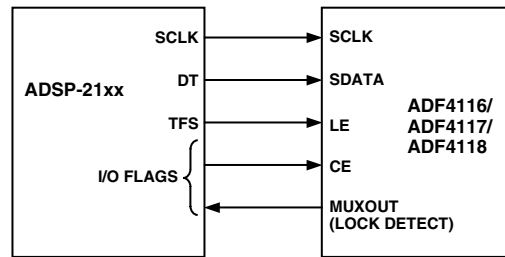 ADSP-21xx
SCLK
DT
TFS
I/O FLAGS
SCLK
SDATA
LE
CE
MUXOUT
(LOCK DETECT)
ADF4116/
ADF4117/
ADF4118